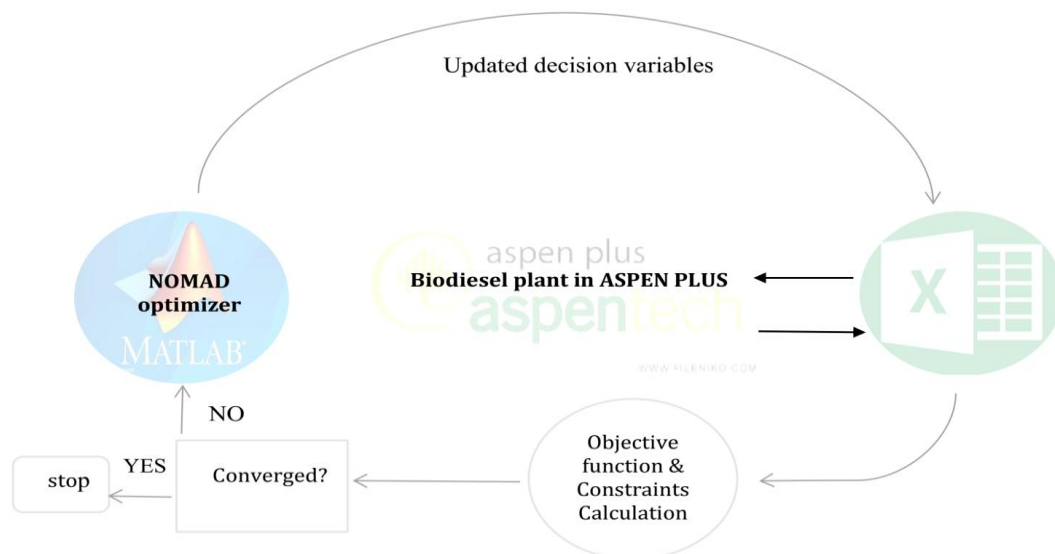 Updated decision variables
NOMAD
optimizer
MATLAB
aspen plus
Biodiesel plant in ASPEN PLUS
aspentech
WWW.FILENIKO.COM
X
NO
YES
stop
Converged?
Objective
function &
Constraints
Calculation